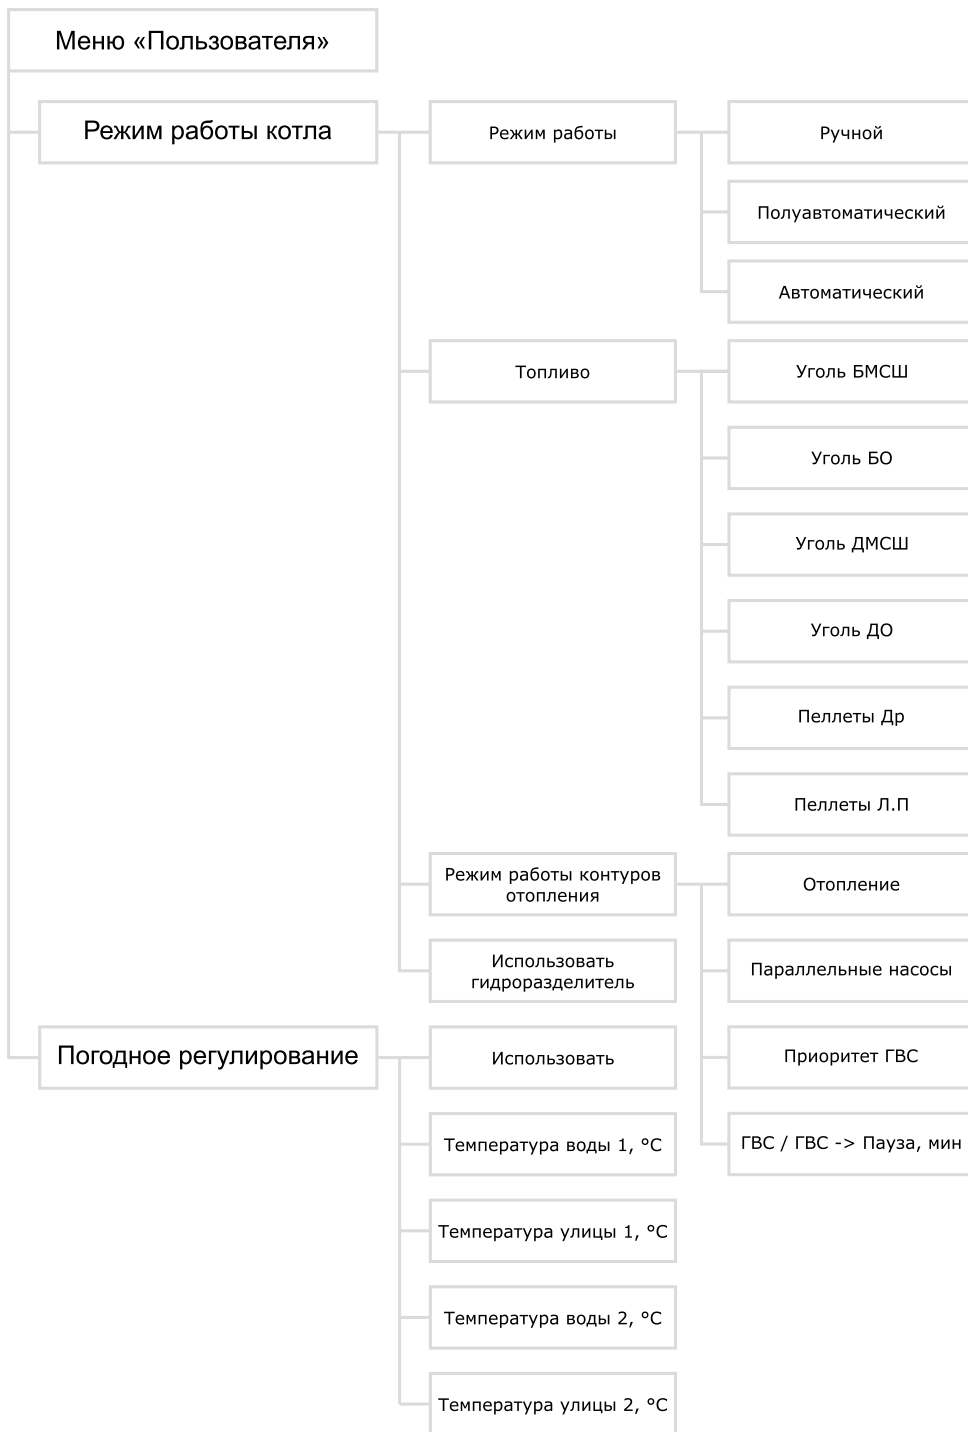 Меню «Пользователя»
Режим работы котла
Режим работы
Ручной
Полуавтоматический
Автоматический
Топливо
Уголь БМСШ
Уголь БО
Уголь ДМСШ
Уголь ДО
Пеллеты Др
Пеллеты Л.П
Режим работы контуров
отопления
Отопление
Параллельные насосы
Приоритет ГВС
ГВС / ГВС -> Пауза, мин
Использовать
гидроразделитель
Погодное регулирование
Использовать
Температура воды 1, °C
Температура улицы 1, °C
Температура воды 2, °C
Температура улицы 2, °C